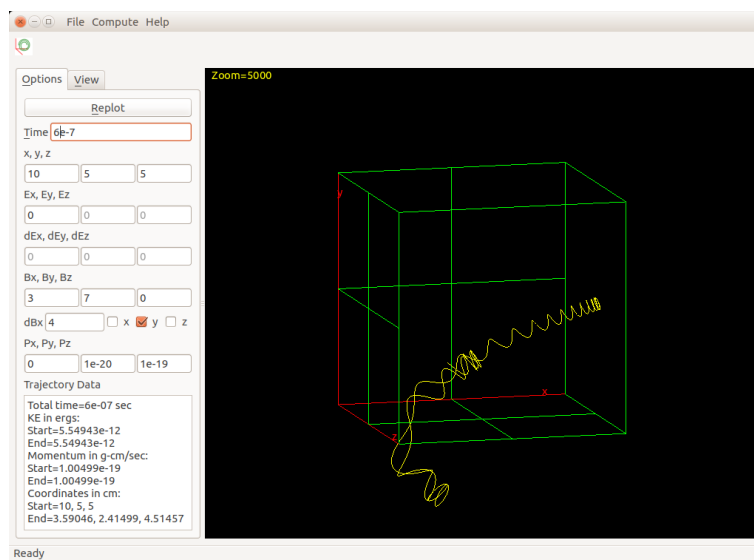 File Compute Help
Zoom=5000
Options View
Replot
Time 6e-7
x, y, z
10 5 5
Ex, Ey, Ez
0 0 0
dEx, dEy, dEz
0 0 0
Bx, By, Bz
3 7 0
dBx 4 x y z
Px, Py, Pz
0 1e-20 1e-19
Trajectory Data
Total time=6e-07 sec
KE in ergs:
Start=5.54943e-12
End=5.54943e-12
Momentum in g-cm/sec:
Start=1.00499e-19
End=1.00499e-19
Coordinates in cm:
Start=10, 5, 5
End=3.59046, 2.41499, 4.51457
y
x
z
Ready